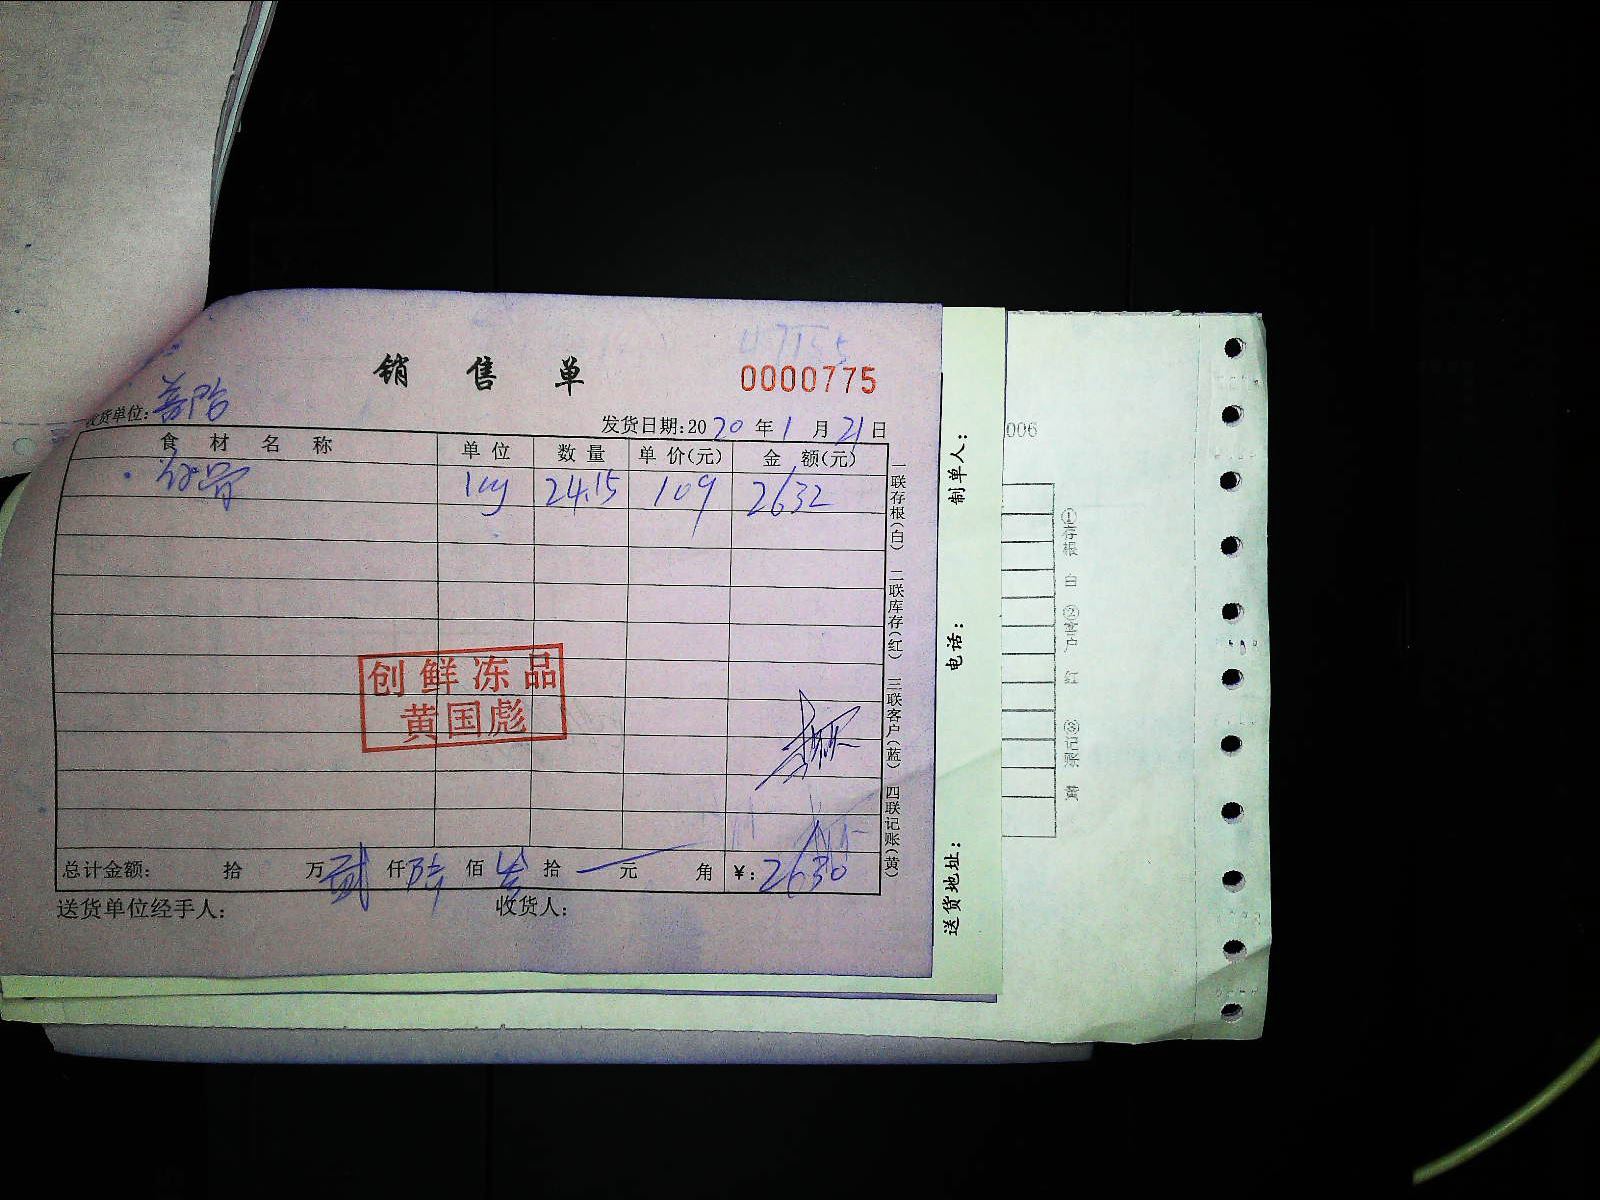 销 售 单
0000775
收货单位:
发货日期:2020年1月21日
食 材 名 称 单 位 数 量 单 价(元) 金 额(元)
kg 24.15 109 2632
创鲜冻品
黄国彪
总计金额: 拾 万贰仟陆佰叁拾 元 角 ¥:2630
送货单位经手人: 收货人:
一联存根(白) 二联库存(红) 三联客户(蓝) 四联记账(黄)
制单人:
电话:
送货地址:
006
①存根 白 ②客户 红 ③记账 黄